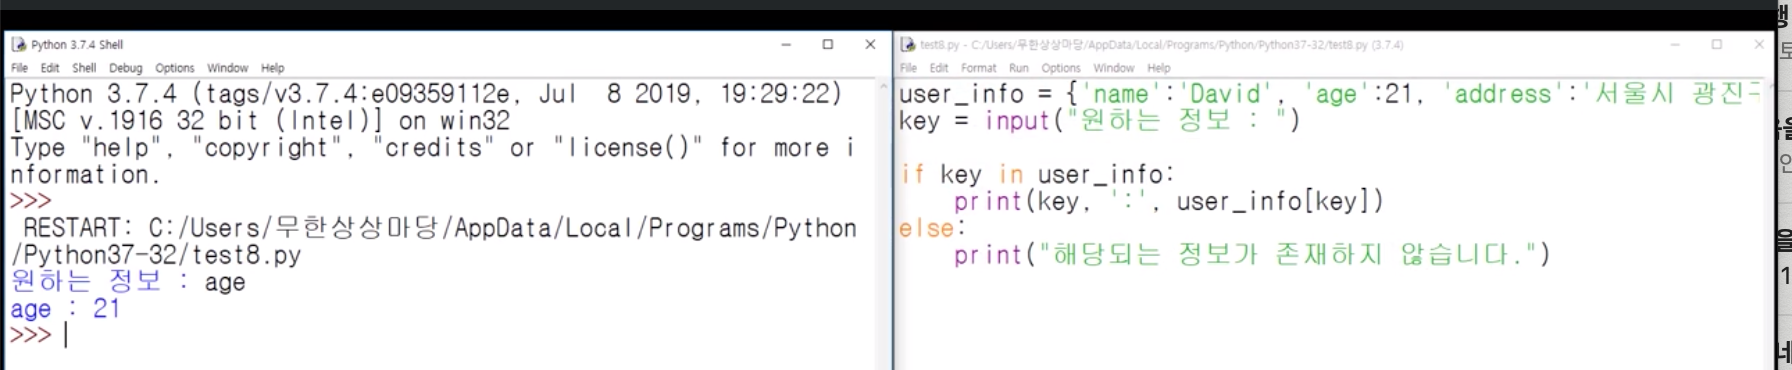 Python 3.7.4 Shell
File Edit Shell Debug Options Window Help
Python 3.7.4 (tags/v3.7.4:e09359112e, Jul  8 2019, 19:29:22)
[MSC v.1916 32 bit (Intel)] on win32
Type "help", "copyright", "credits" or "license()" for more i
nformation.
>>>
 RESTART: C:/Users/무한상상마당/AppData/Local/Programs/Python
/Python37-32/test8.py
원하는 정보 : age
age : 21
>>>
test8.py - C:/Users/무한상상마당/AppData/Local/Programs/Python/Python37-32/test8.py (3.7.4)
File Edit Format Run Options Window Help
user_info = {'name':'David', 'age':21, 'address':'서울시 광진
key = input("원하는 정보 : ")
if key in user_info:
    print(key, ':', user_info[key])
else:
    print("해당되는 정보가 존재하지 않습니다.")
토
1
네